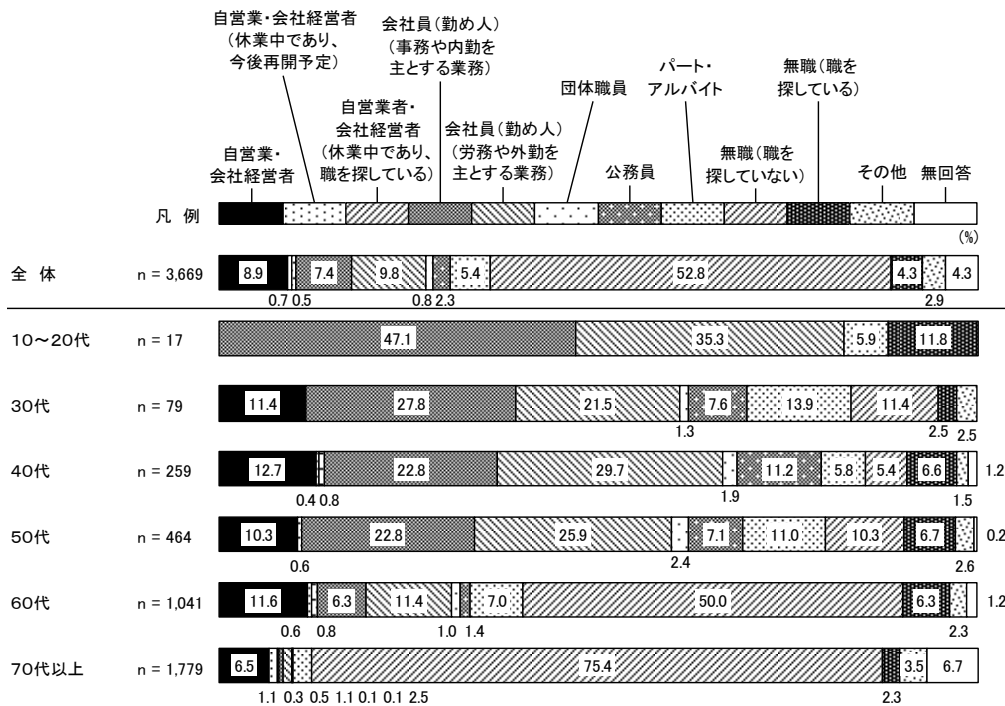 自営業・会社経営者
（休業中であり、
今後再開予定）
会社員（勤め人）
（事務や内勤を
主とする業務）
自営業・
会社経営者
自営業者・
会社経営者
（休業中であり、
職を探している）
会社員（勤め人）
（労務や外勤を
主とする業務）
団体職員
公務員
パート・
アルバイト
無職（職を
探していない）
無職（職を
探している）
その他
無回答
凡 例
(%)
全 体 n = 3,669 8.9 7.4 9.8 5.4 52.8 4.3 4.3
0.7 0.5 0.8 2.3 2.9
10～20代 n = 17 47.1 35.3 5.9 11.8
30代 n = 79 11.4 27.8 21.5 7.6 13.9 11.4
1.3 2.5 2.5
40代 n = 259 12.7 22.8 29.7 11.2 5.8 5.4 6.6 1.2
0.4 0.8 1.9 1.5
50代 n = 464 10.3 22.8 25.9 7.1 11.0 10.3 6.7 0.2
0.6 2.4 2.6
60代 n = 1,041 11.6 6.3 11.4 7.0 50.0 6.3 1.2
0.6 0.8 1.0 1.4 2.3
70代以上 n = 1,779 6.5 75.4 3.5 6.7
1.1 0.3 0.5 1.1 0.1 0.1 2.5 2.3